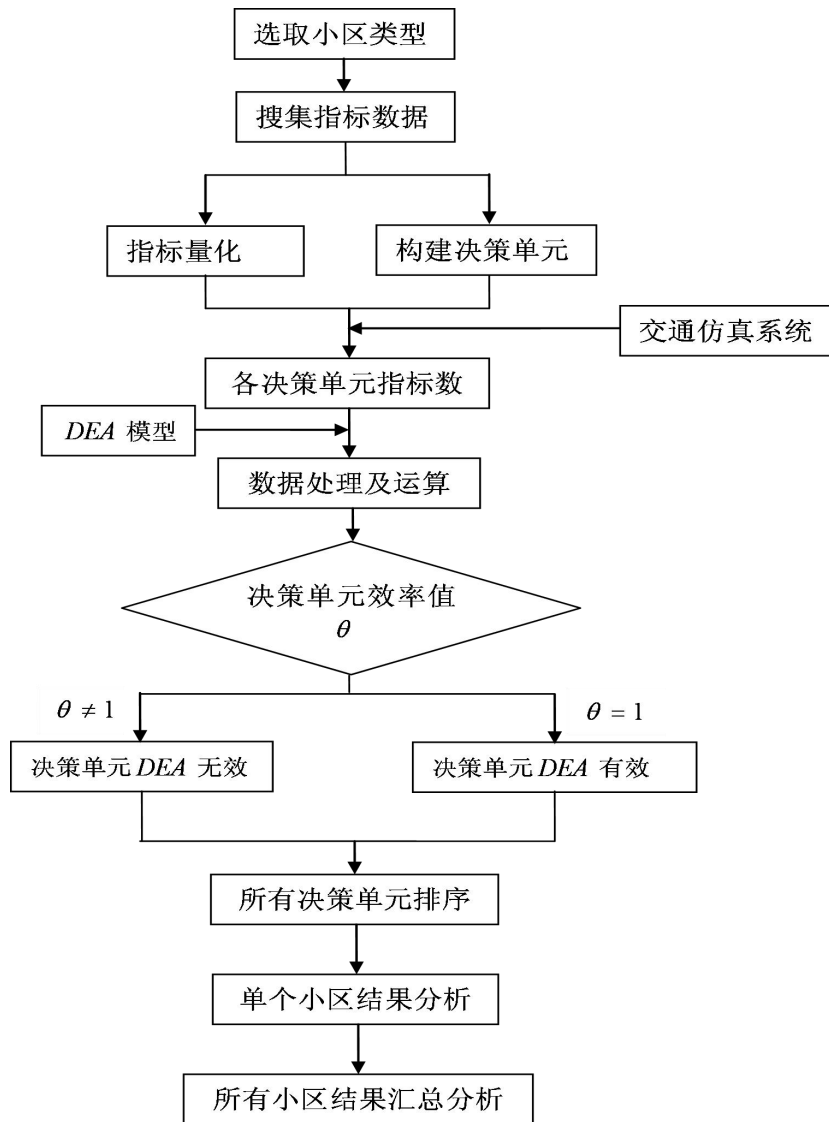 选取小区类型
搜集指标数据
指标量化
构建决策单元
交通仿真系统
各决策单元指标数
DEA 模型
数据处理及运算
决策单元效率值
θ
θ ≠ 1
θ = 1
决策单元 DEA 无效
决策单元 DEA 有效
所有决策单元排序
单个小区结果分析
所有小区结果汇总分析